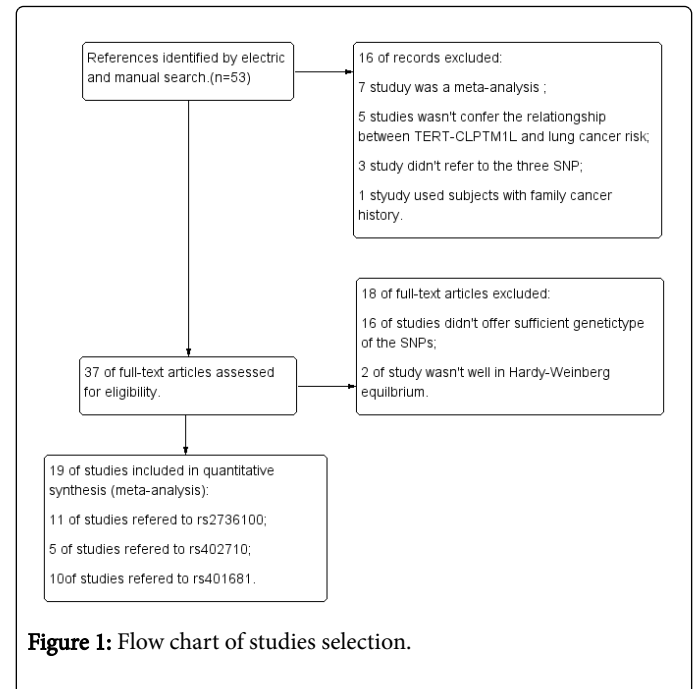 References identified by electric
and manual search.(n=53)
16 of records excluded:
7 studuy was a meta-analysis ;
5 studies wasn't confer the relationgship
between TERT-CLPTM1L and lung cancer risk;
3 study didn't refer to the three SNP;
1 styudy used subjects with family cancer
history.
18 of full-text articles excluded:
16 of studies didn't offer sufficient genetictype
of the SNPs;
2 of study wasn't well in Hardy-Weinberg
equilbrium.
37 of full-text articles assessed
for eligibility.
19 of studies included in quantitative
synthesis (meta-analysis):
11 of studies refered to rs2736100;
5 of studies refered to rs402710;
10of studies refered to rs401681.
Figure 1: Flow chart of studies selection.